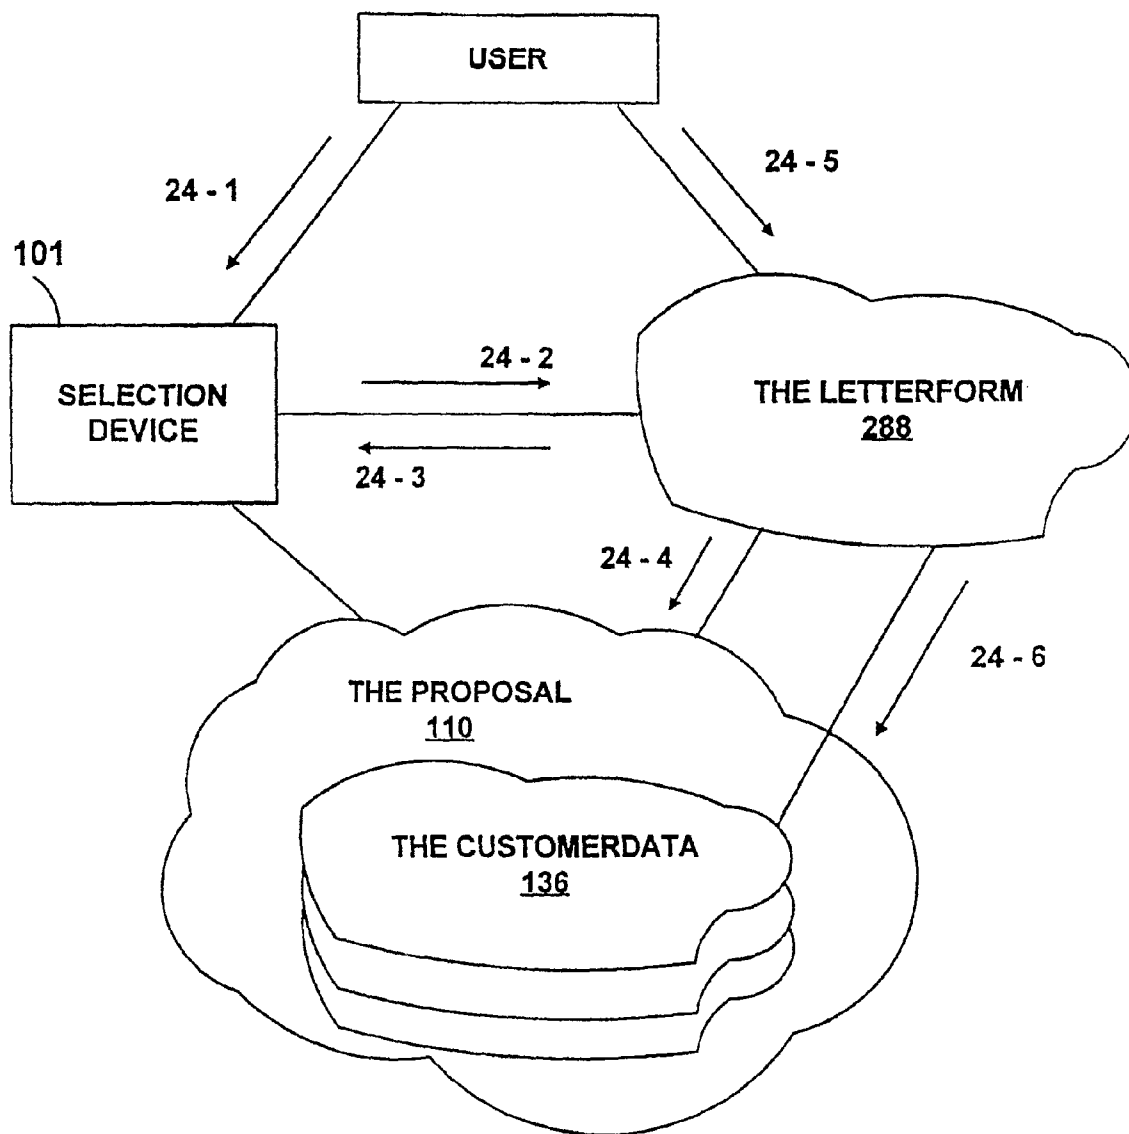 USER
24 - 1
24 - 5
101
SELECTION
DEVICE
24 - 2
24 - 3
THE LETTERFORM
288
24 - 4
24 - 6
THE PROPOSAL
110
THE CUSTOMERDATA
136